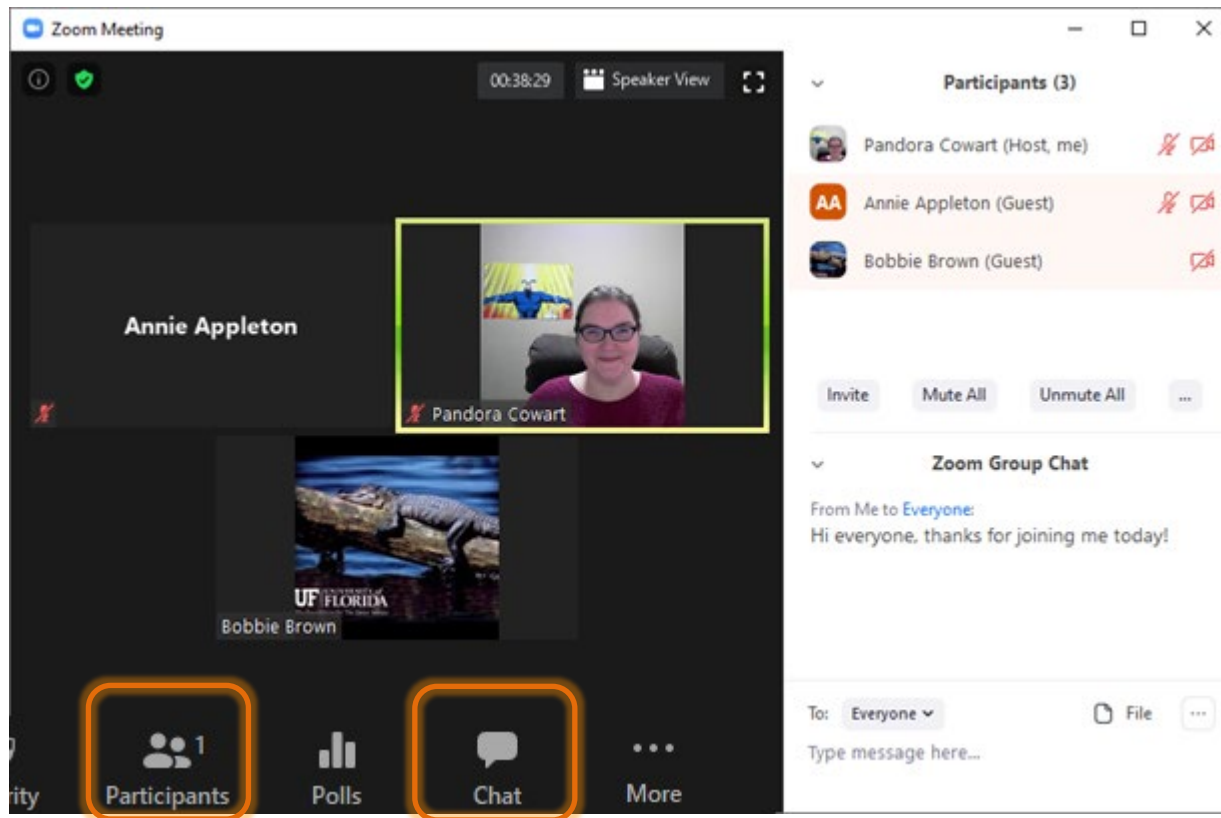 Zoom Meeting
00:38:29
Speaker View
Annie Appleton
Pandora Cowart
UF
FLORIDA
Bobbie Brown
rity
Participants
1
Polls
Chat
More
Participants (3)
Pandora Cowart (Host, me)
AA
Annie Appleton (Guest)
Bobbie Brown (Guest)
Invite
Mute All
Unmute All
...
Zoom Group Chat
From Me to Everyone:
Hi everyone, thanks for joining me today!
To: Everyone
File
...
Type message here...